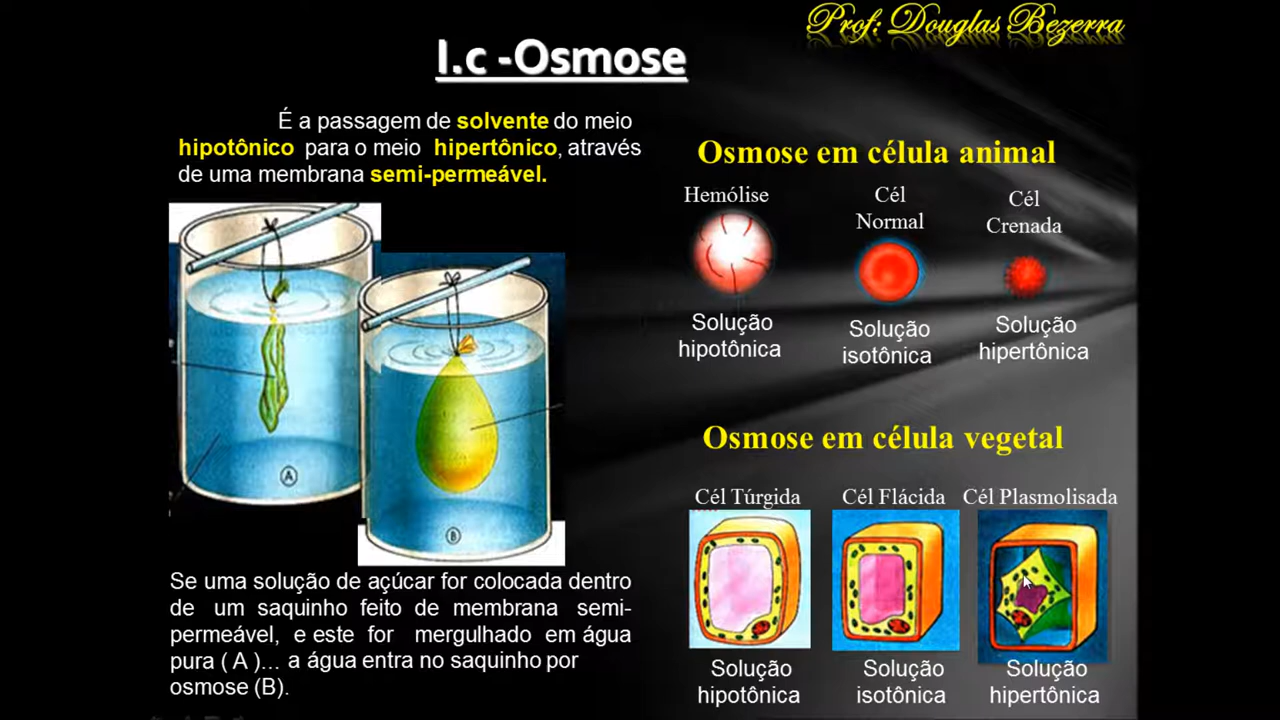 Prof: Douglas Bezerra
I.c -Osmose
É a passagem de solvente do meio
hipotônico para o meio hipertônico, através
de uma membrana semi-permeável.
A
B
Se uma solução de açúcar for colocada dentro
de um saquinho feito de membrana semi-
permeável, e este for mergulhado em água
pura ( A )... a água entra no saquinho por
osmose (B).
Osmose em célula animal
Hemólise
Cél
Normal
Cél
Crenada
Solução
hipotônica
Solução
isotônica
Solução
hipertônica
Osmose em célula vegetal
Cél Túrgida
Cél Flácida
Cél Plasmolisada
Solução
hipotônica
Solução
isotônica
Solução
hipertônica